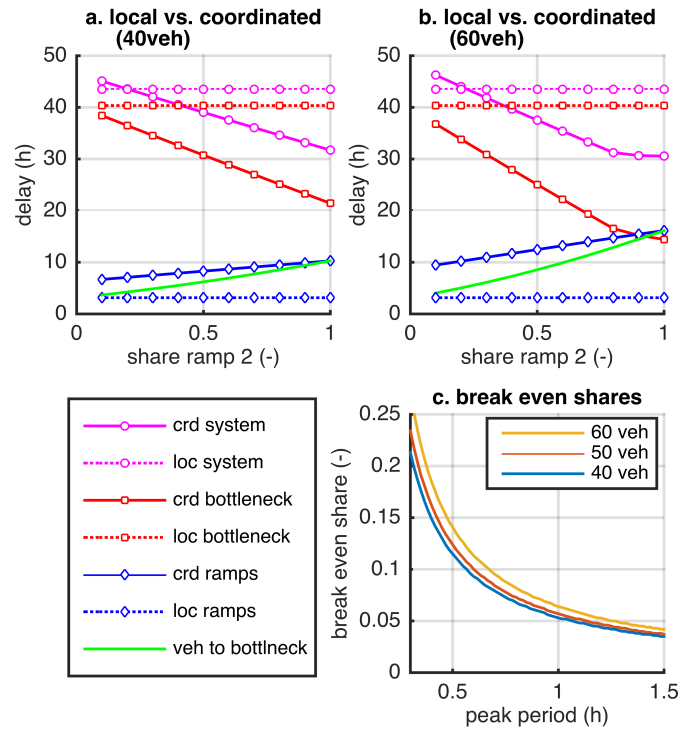 a. local vs. coordinated
(40veh)
b. local vs. coordinated
(60veh)
50
40
30
20
10
0
delay (h)
0
0.5
1
share ramp 2 (-)
50
40
30
20
10
0
delay (h)
0
0.5
1
share ramp 2 (-)
crd system
loc system
crd bottleneck
loc bottleneck
crd ramps
loc ramps
veh to bottlneck
c. break even shares
0.25
0.2
0.15
0.1
0.05
0
break even share (-)
60 veh
50 veh
40 veh
0.5
1
1.5
peak period (h)